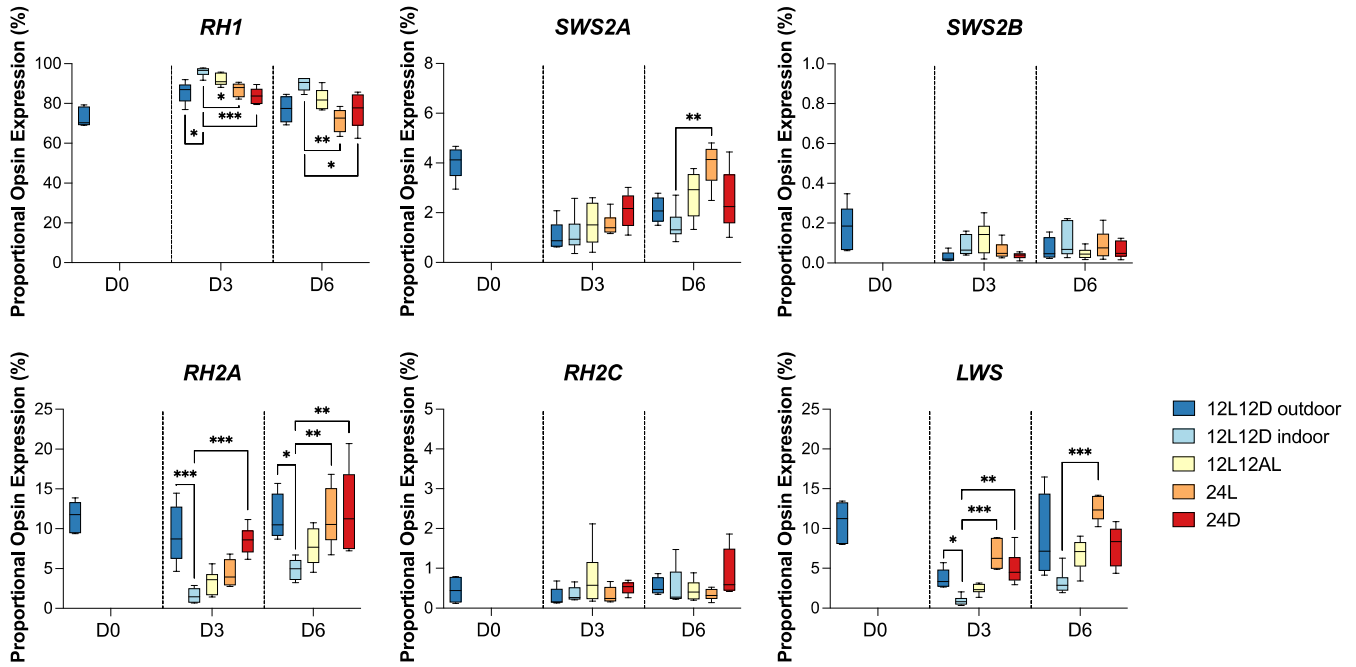 RH1
Proportional Opsin Expression (%)
100
80
60
40
20
0
* * *** ** *
D0 D3 D6
SWS2A
Proportional Opsin Expression (%)
8
6
4
2
0
**
D0 D3 D6
SWS2B
Proportional Opsin Expression (%)
1.0
0.8
0.6
0.4
0.2
0.0
D0 D3 D6
RH2A
Proportional Opsin Expression (%)
25
20
15
10
5
0
*** *** * ** **
D0 D3 D6
RH2C
Proportional Opsin Expression (%)
5
4
3
2
1
0
D0 D3 D6
LWS
Proportional Opsin Expression (%)
25
20
15
10
5
0
* *** ** ***
D0 D3 D6
12L12D outdoor
12L12D indoor
12L12AL
24L
24D